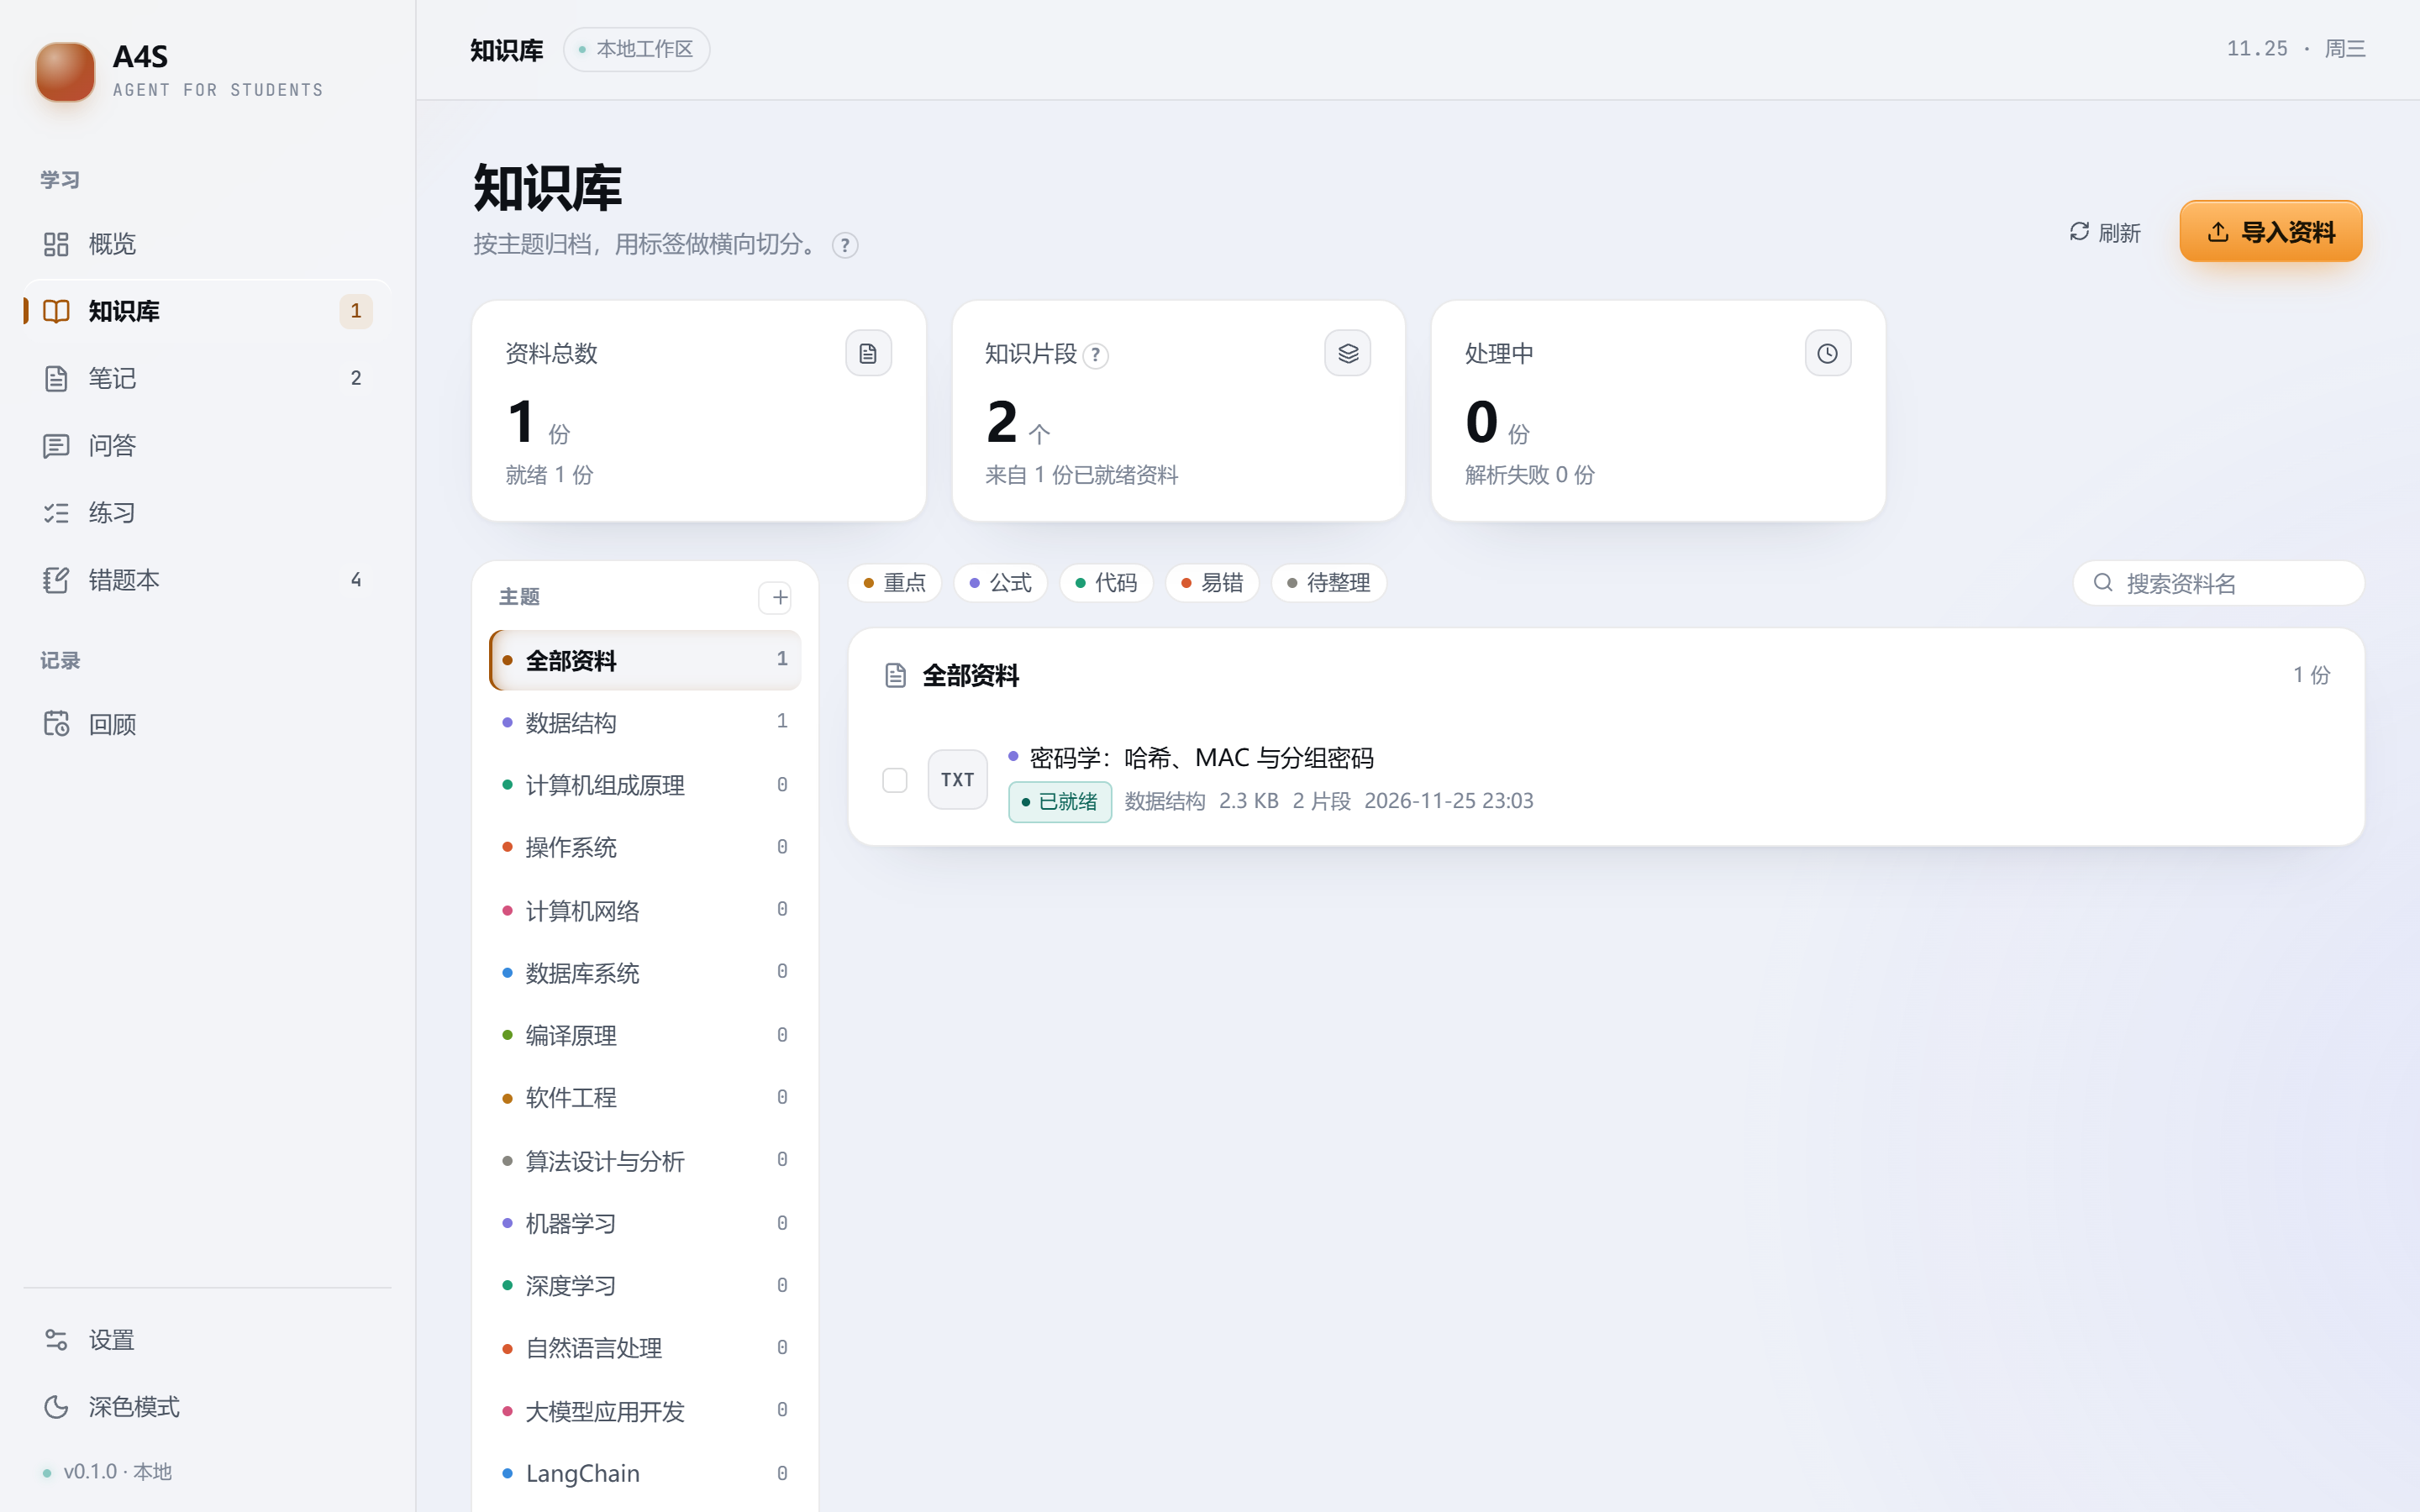 A4S
AGENT FOR STUDENTS
学习
概览
知识库 1
笔记 2
问答
练习
错题本 4
记录
回顾
设置
深色模式
v0.1.0 · 本地
知识库 本地工作区 11.25 · 周三
知识库
按主题归档，用标签做横向切分。 ?
刷新 导入资料
资料总数
1 份
就绪 1 份
知识片段 ?
2 个
来自 1 份已就绪资料
处理中
0 份
解析失败 0 份
主题
全部资料 1
数据结构 1
计算机组成原理 0
操作系统 0
计算机网络 0
数据库系统 0
编译原理 0
软件工程 0
算法设计与分析 0
机器学习 0
深度学习 0
自然语言处理 0
大模型应用开发 0
LangChain 0
重点 公式 代码 易错 待整理 搜索资料名
全部资料 1 份
TXT 密码学：哈希、MAC 与分组密码
已就绪 数据结构 2.3 KB 2 片段 2026-11-25 23:03